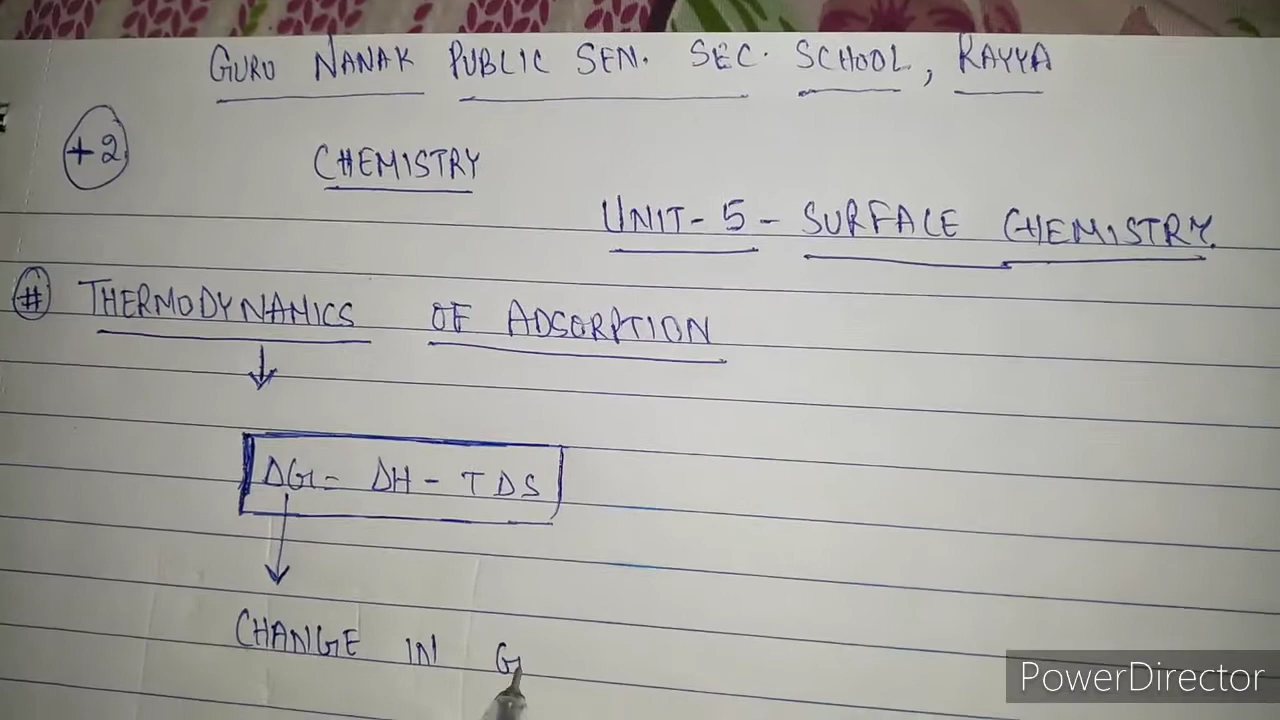 GURU NANAK PUBLIC SEN. SEC. SCHOOL, RAYYA
+2
CHEMISTRY
UNIT-5-SURFACE CHEMISTRY
# THERMODYNAMICS OF ADSORPTION
ΔG = ΔH - TΔS
CHANGE IN G
PowerDirector